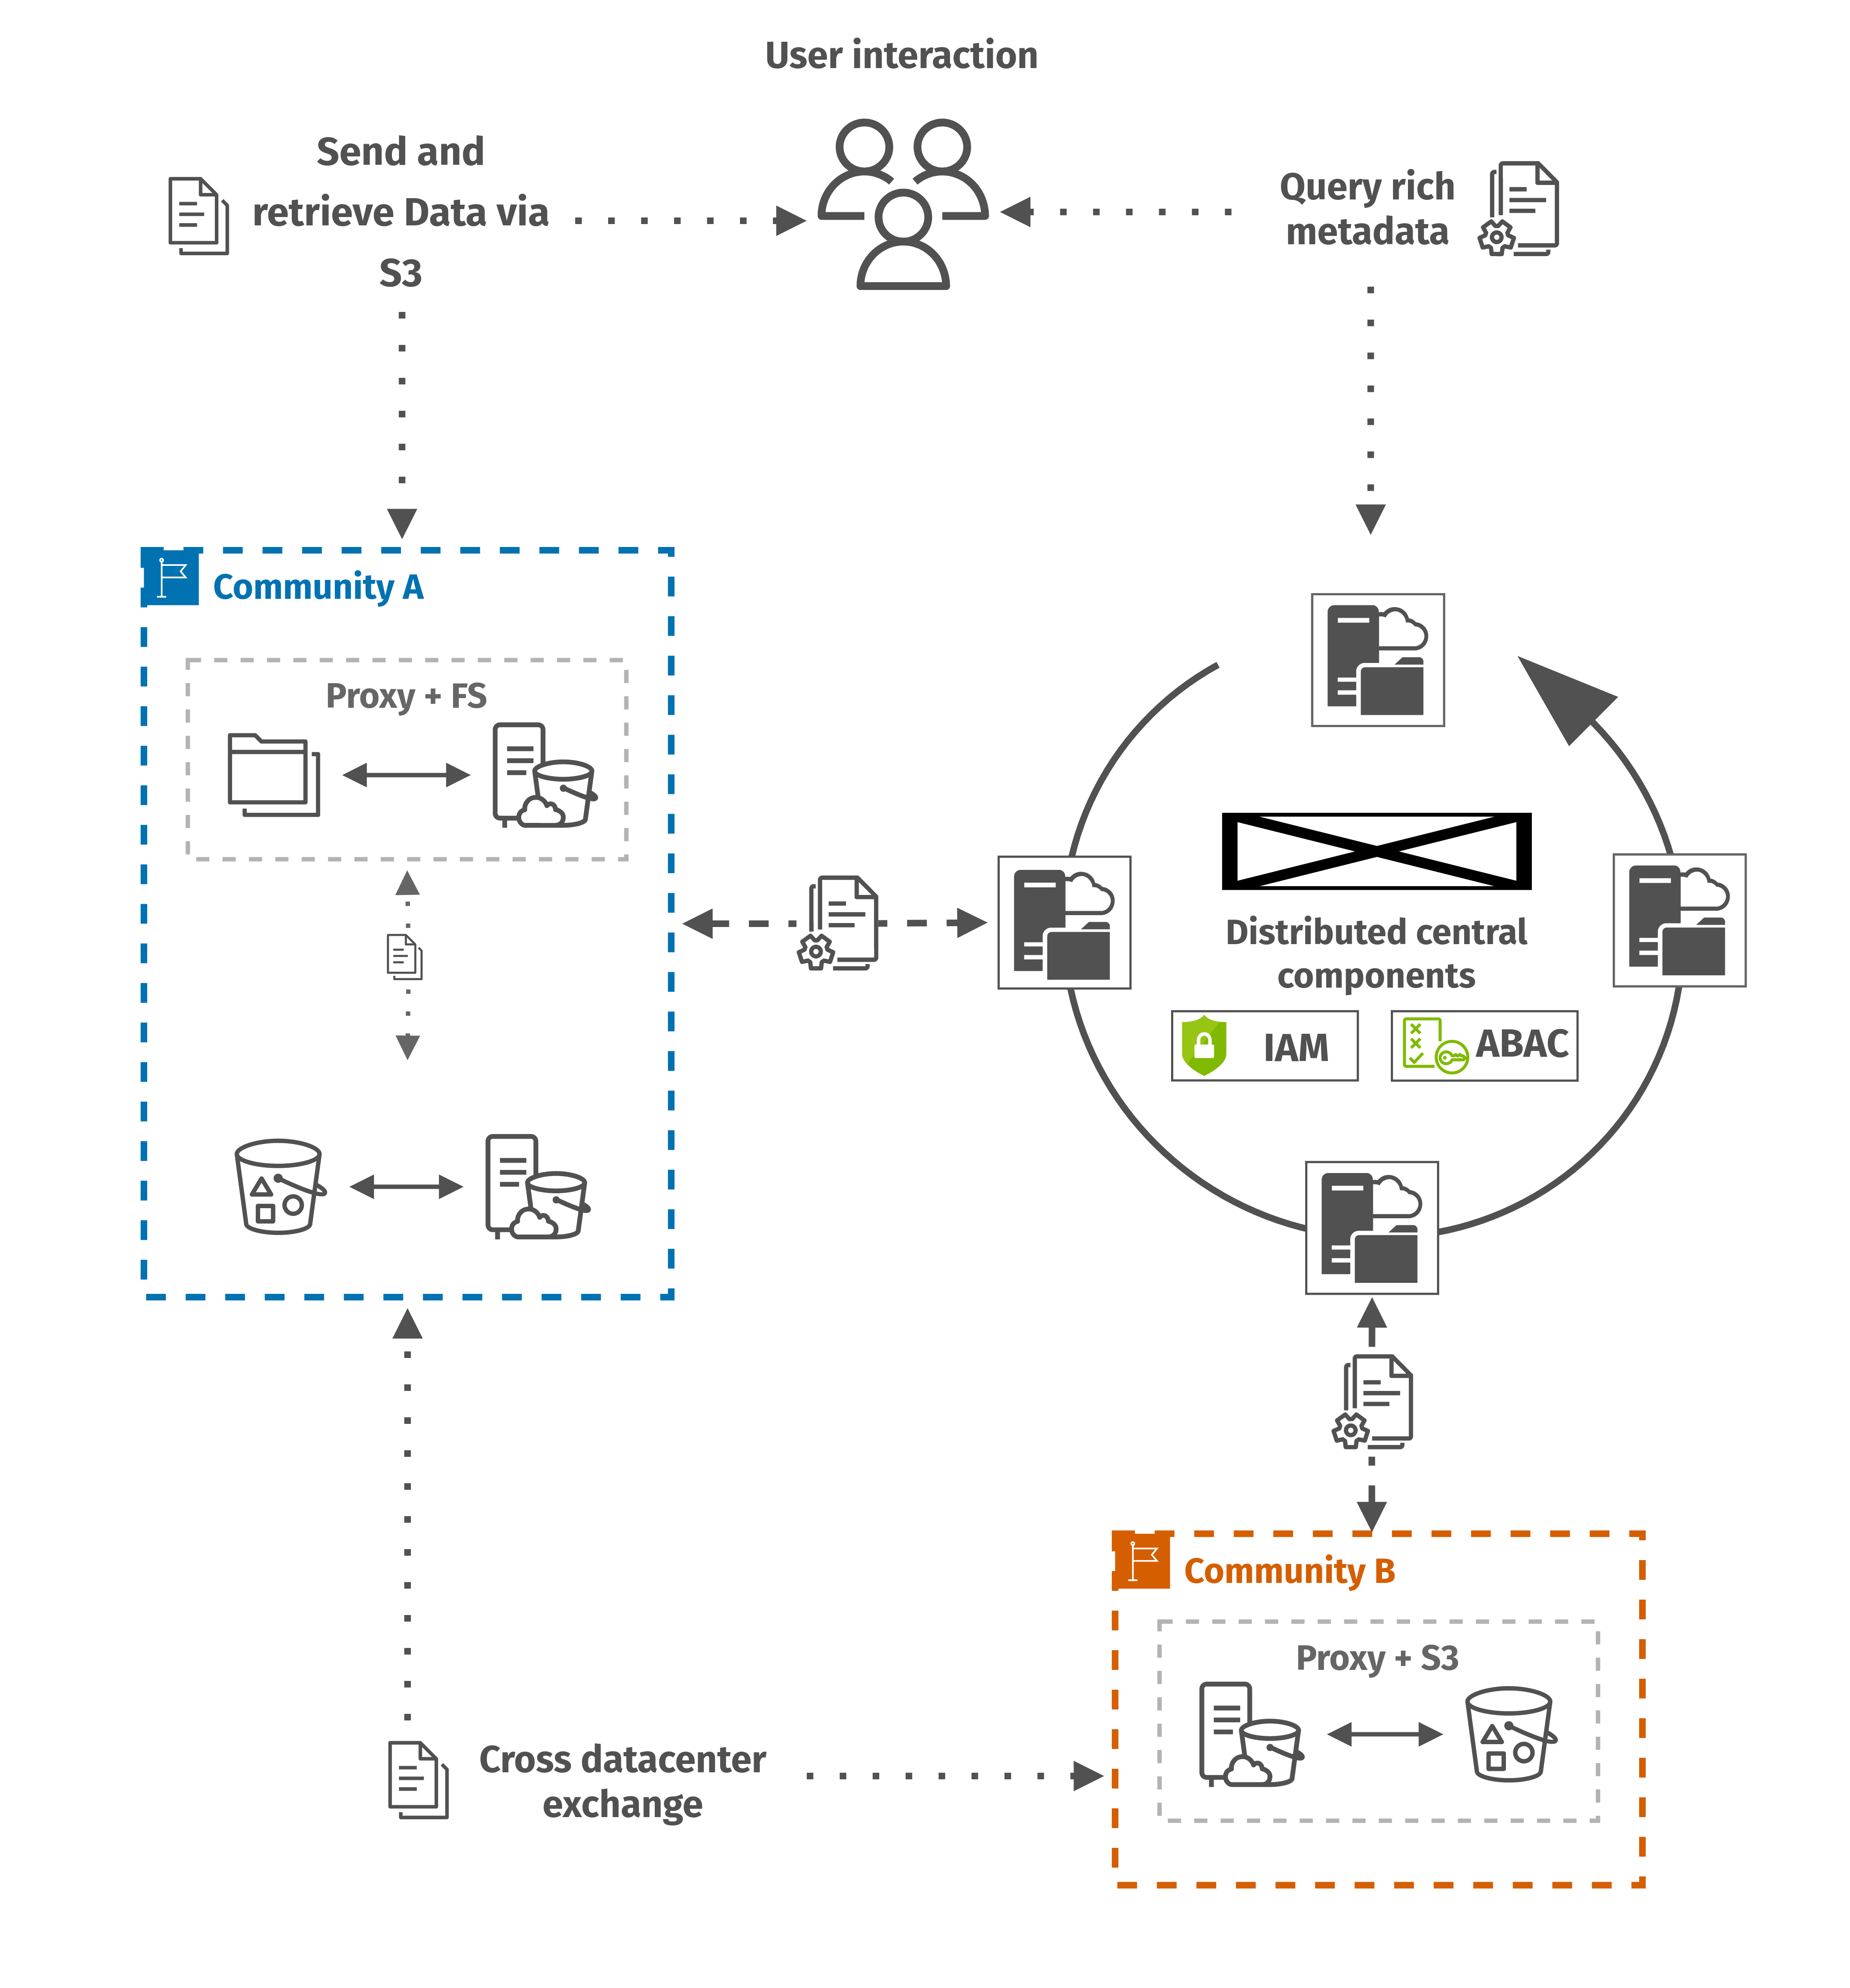 User interaction
Send and
retrieve Data via
S3
Query rich
metadata
Community A
Proxy + FS
Distributed central
components
IAM
ABAC
Community B
Proxy + S3
Cross datacenter
exchange